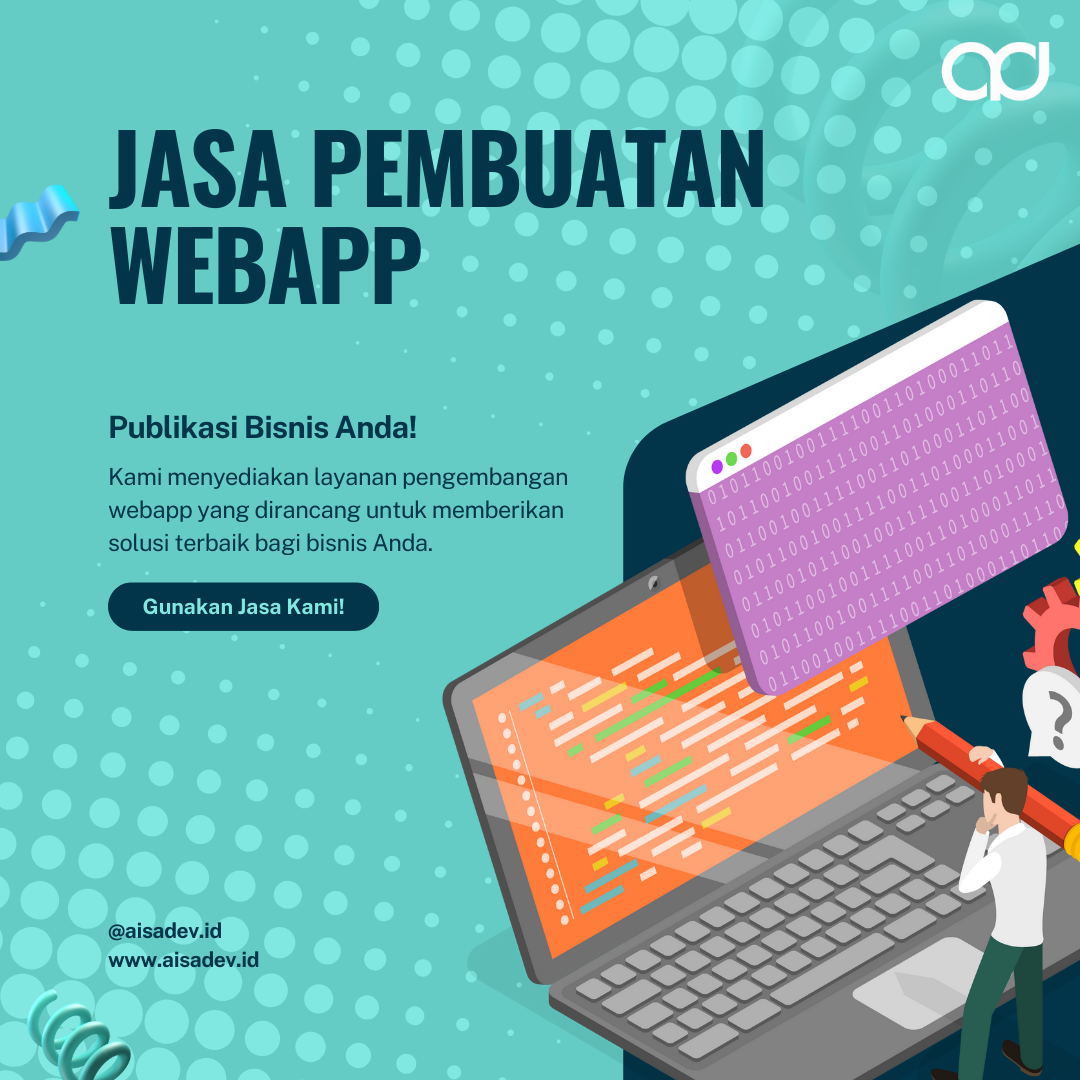 ad
JASA PEMBUATAN
WEBAPP
Publikasi Bisnis Anda!
Kami menyediakan layanan pengembangan
webapp yang dirancang untuk memberikan
solusi terbaik bagi bisnis Anda.
Gunakan Jasa Kami!
?
@aisadev.id
www.aisadev.id